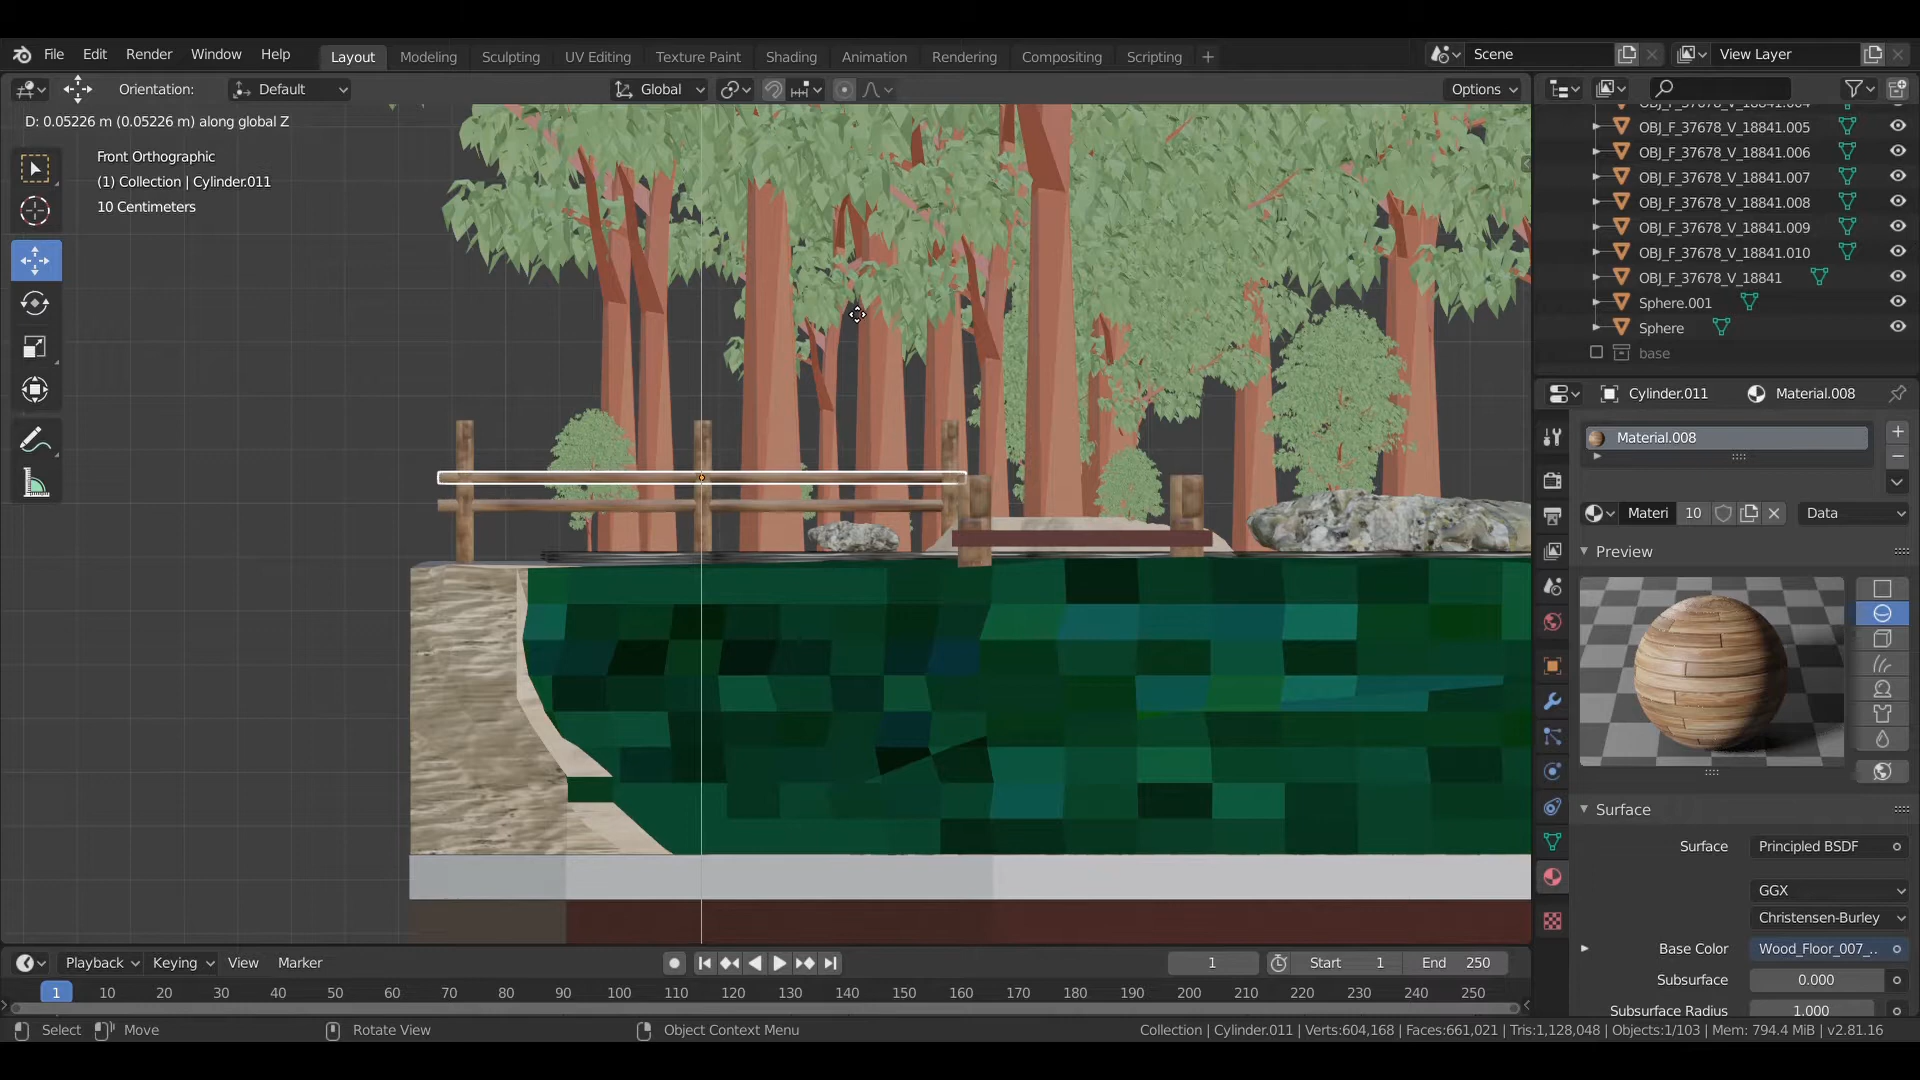 File Edit Render Window Help Layout Modeling Sculpting UV Editing Texture Paint Shading Animation Rendering Compositing Scripting + Scene View Layer
Orientation: Default Global Options
D: 0.05226 m (0.05226 m) along global Z
Front Orthographic
(1) Collection | Cylinder.011
10 Centimeters
OBJ_F_37678_V_18841.004
OBJ_F_37678_V_18841.005
OBJ_F_37678_V_18841.006
OBJ_F_37678_V_18841.007
OBJ_F_37678_V_18841.008
OBJ_F_37678_V_18841.009
OBJ_F_37678_V_18841.010
OBJ_F_37678_V_18841
Sphere.001
Sphere
base
Cylinder.011 Material.008
Material.008
Materi 10 Data
Preview
Surface
Surface Principled BSDF
GGX
Christensen-Burley
Base Color Wood_Floor_007_..
Subsurface 0.000
Subsurface Radius 1.000
Playback Keying View Marker 1 Start 1 End 250
1 10 20 30 40 50 60 70 80 90 100 110 120 130 140 150 160 170 180 190 200 210 220 230 240 250
Select Move Rotate View Object Context Menu Collection | Cylinder.011 | Verts:604,168 | Faces:661,021 | Tris:1,128,048 | Objects:1/103 | Mem: 794.4 MiB | v2.81.16